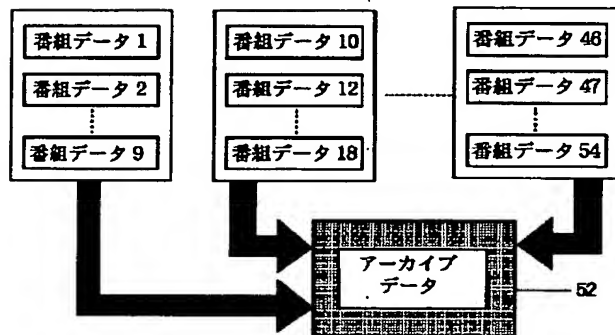 番組データ 1
番組データ 2
番組データ 9
番組データ 10
番組データ 12
番組データ 18
番組データ 46
番組データ 47
番組データ 54
アーカイブ
データ
52